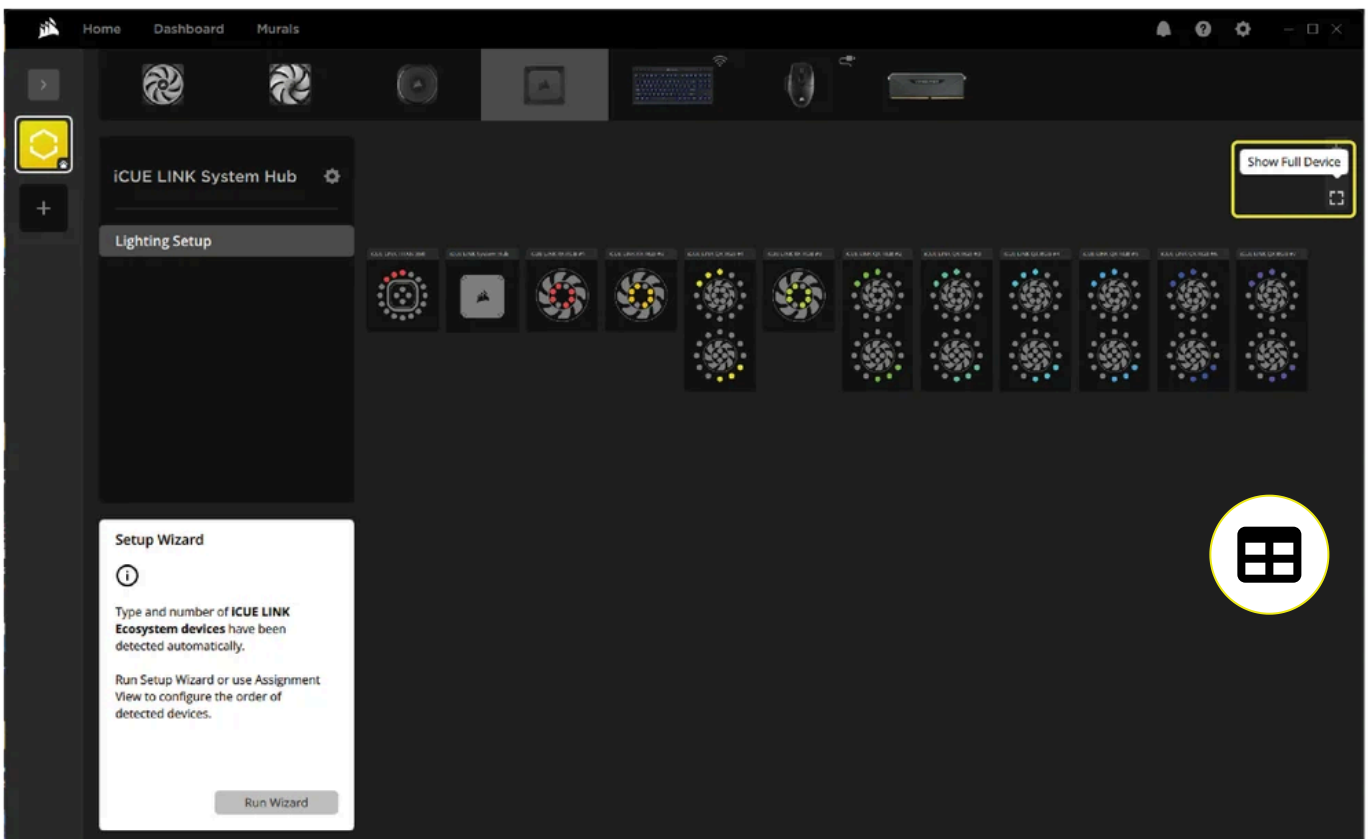 Home Dashboard Murals
Show Full Device
iCUE LINK System Hub
Lighting Setup
Setup Wizard
Type and number of iCUE LINK
Ecosystem devices have been
detected automatically.
Run Setup Wizard or use Assignment
View to configure the order of
detected devices.
Run Wizard